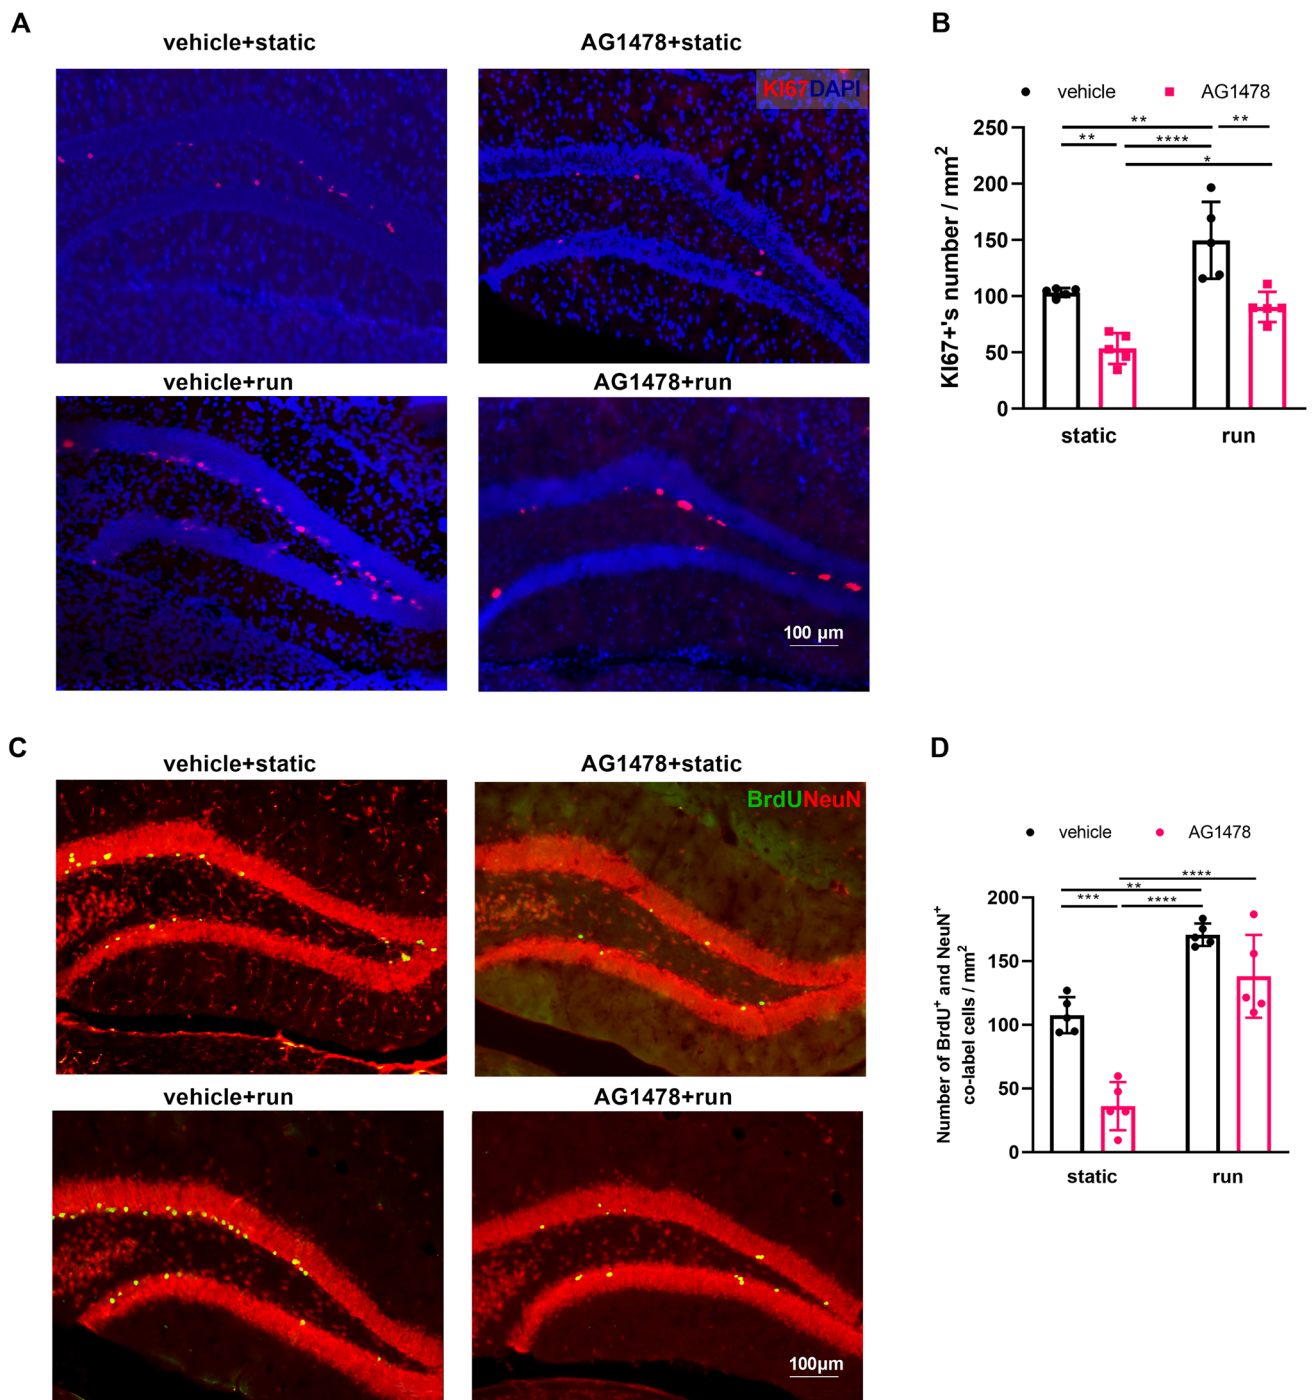 A
vehicle+static
AG1478+static
KI67DAPI
vehicle+run
AG1478+run
100 µm
B
vehicle
AG1478
** **
** ****
*
250
200
150
100
50
0
KI67+'s number / mm²
static run
C
vehicle+static
AG1478+static
BrdUNeuN
vehicle+run
AG1478+run
100µm
D
vehicle
AG1478
****
**
*** ****
200
150
100
50
0
Number of BrdU⁺ and NeuN⁺
co-label cells / mm²
static run